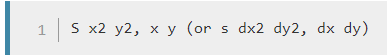 1 S x2 y2, x y (or s dx2 dy2, dx dy)